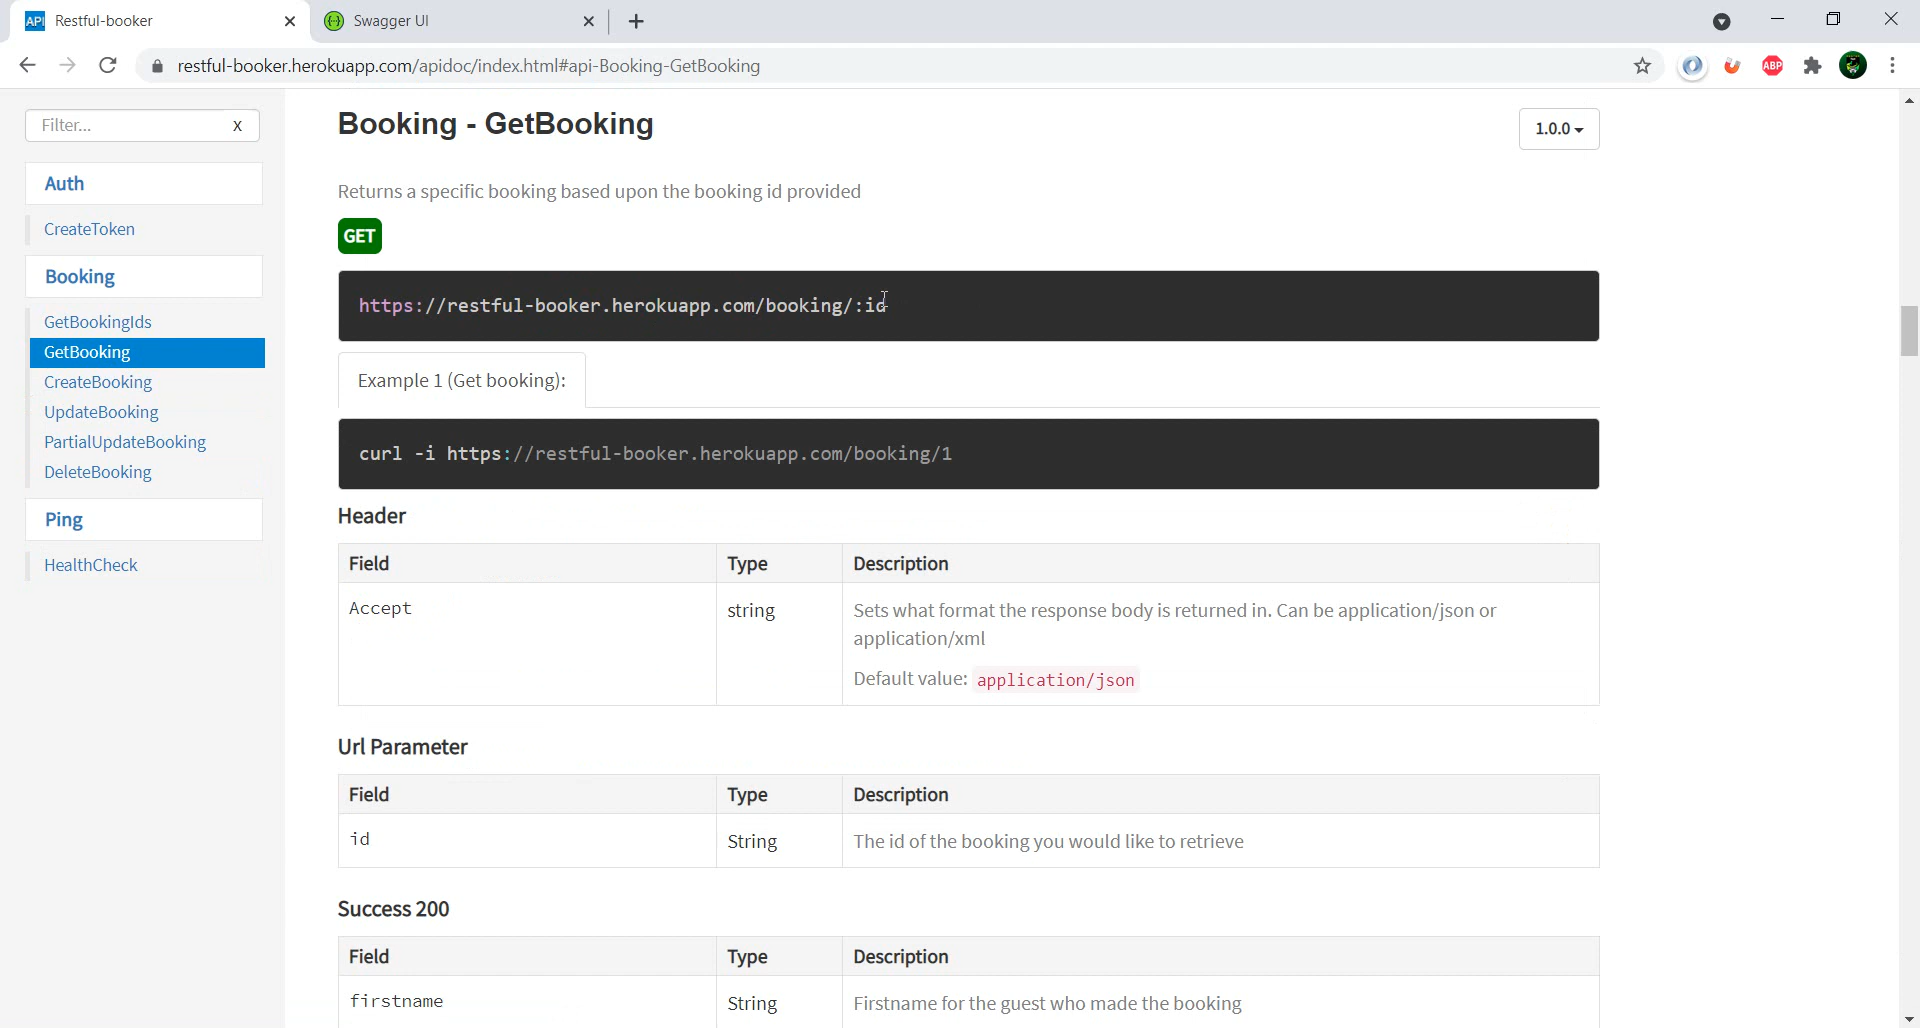 Restful-booker
Swagger UI
restful-booker.herokuapp.com/apidoc/index.html#api-Booking-GetBooking
ABP
Filter...
x
Auth
CreateToken
Booking
GetBookingIds
GetBooking
CreateBooking
UpdateBooking
PartialUpdateBooking
DeleteBooking
Ping
HealthCheck
Booking - GetBooking
1.0.0
Returns a specific booking based upon the booking id provided
GET
https://restful-booker.herokuapp.com/booking/:id
Example 1 (Get booking):
curl -i https://restful-booker.herokuapp.com/booking/1
Header
Field Type Description
Accept string Sets what format the response body is returned in. Can be application/json or
application/xml
Default value: application/json
Url Parameter
Field Type Description
id String The id of the booking you would like to retrieve
Success 200
Field Type Description
firstname String Firstname for the guest who made the booking